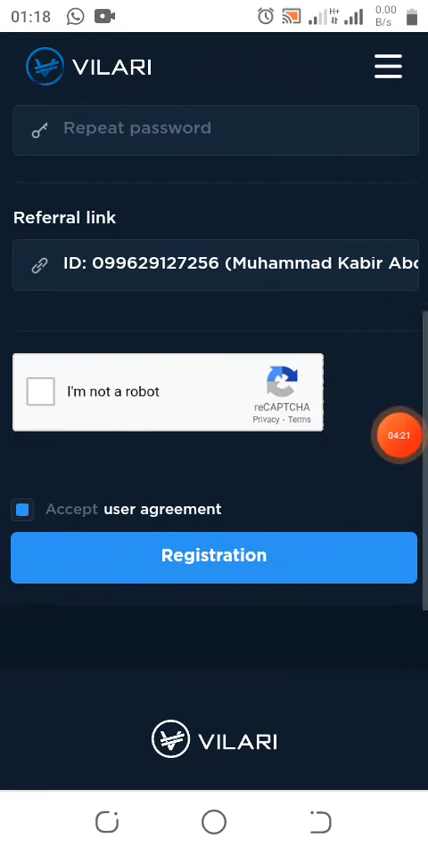 01:18 H+ 0.00 B/s
VILARI
Repeat password
Referral link
ID: 099629127256 (Muhammad Kabir Abd
I'm not a robot
reCAPTCHA
Privacy - Terms
04:21
Accept user agreement
Registration
VILARI